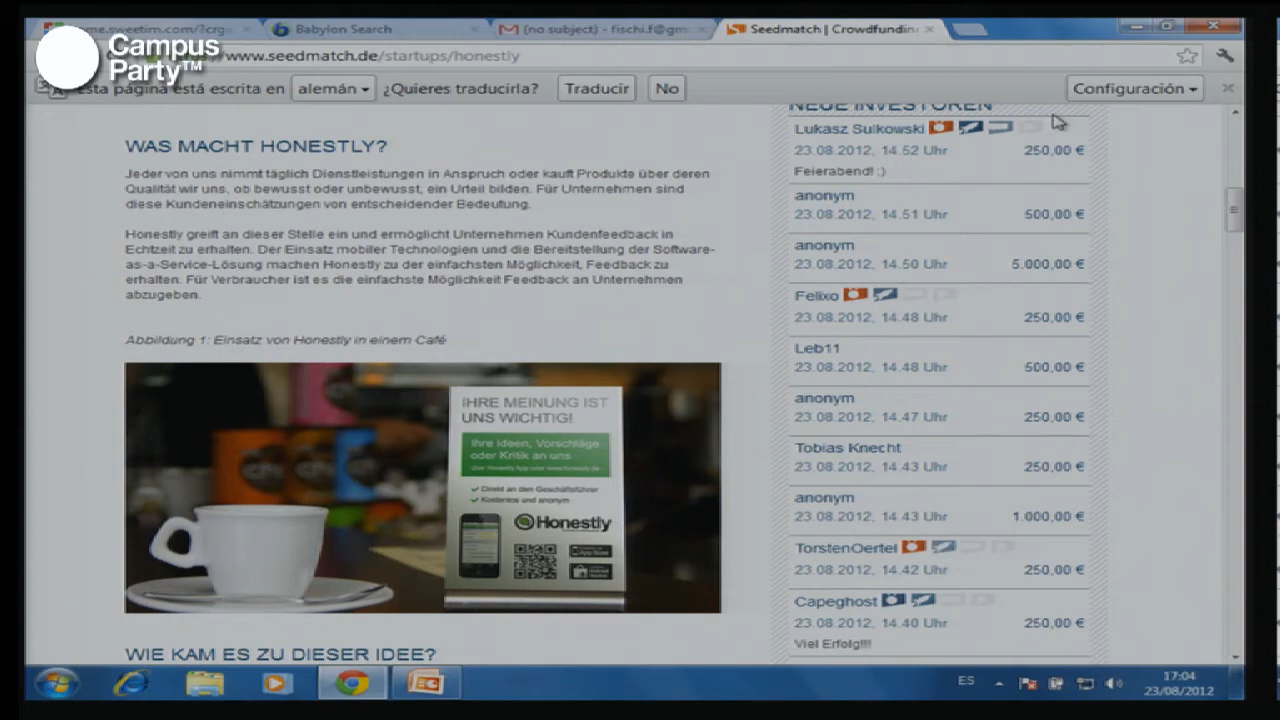 Campus
Party™
Babylon Search
(no subject) - fischi.f@gm
Seedmatch | Crowdfundin
www.seedmatch.de/startups/honestly
esta página está escrita en alemán ¿Quieres traducirla? Traducir No Configuración
WAS MACHT HONESTLY?
Jeder von uns nimmt täglich Dienstleistungen in Anspruch oder kauft Produkte über deren
Qualität wir uns, ob bewusst oder unbewusst, ein Urteil bilden. Für Unternehmen sind
diese Kundeneinschätzungen von entscheidender Bedeutung.
Honestly greift an dieser Stelle ein und ermöglicht Unternehmen Kundenfeedback in
Echtzeit zu erhalten. Der Einsatz mobiler Technologien und die Bereitstellung der Software-
as-a-Service-Lösung machen Honestly zu der einfachsten Möglichkeit, Feedback zu
erhalten. Für Verbraucher ist es die einfachste Möglichkeit Feedback an Unternehmen
abzugeben.
Abbildung 1: Einsatz von Honestly in einem Café
IHRE MEINUNG IST
UNS WICHTIG!
Ihre Ideen, Vorschläge
oder Kritik an uns
Direkt an den Geschäftsführer
Kostenlos und anonym
Honestly
App Store
WIE KAM ES ZU DIESER IDEE?
NEUE INVESTOREN
Lukasz Sulkowski
23.08.2012, 14.52 Uhr 250,00 €
Feierabend! ;)
anonym
23.08.2012, 14.51 Uhr 500,00 €
anonym
23.08.2012, 14.50 Uhr 5.000,00 €
Felixo
23.08.2012, 14.48 Uhr 250,00 €
Leb11
23.08.2012, 14.48 Uhr 500,00 €
anonym
23.08.2012, 14.47 Uhr 250,00 €
Tobias Knecht
23.08.2012, 14.43 Uhr 250,00 €
anonym
23.08.2012, 14.43 Uhr 1.000,00 €
TorstenOertel
23.08.2012, 14.42 Uhr 250,00 €
Capeghost
23.08.2012, 14.40 Uhr 250,00 €
Viel Erfolg!!!!
ES
17:04
23/08/2012